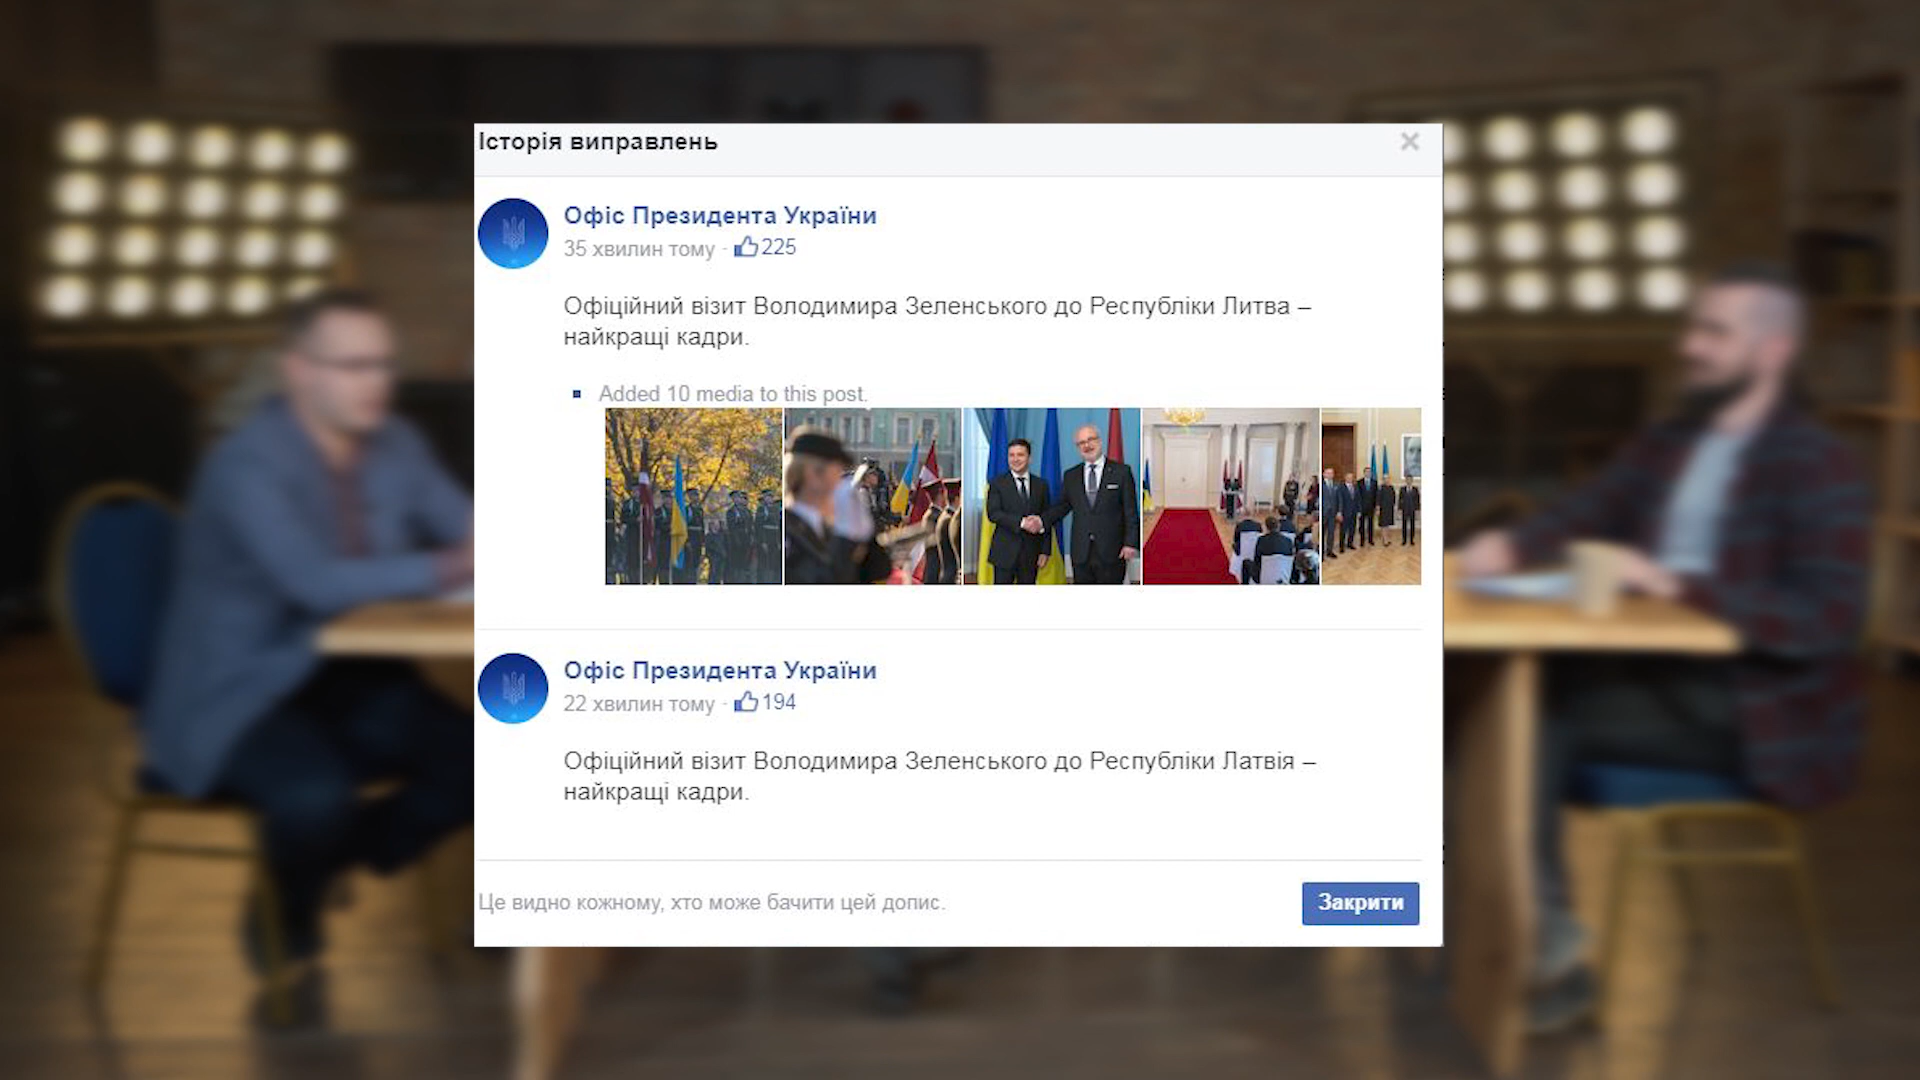 Історія виправлень
Офіс Президента України
35 хвилин тому · 225
Офіційний візит Володимира Зеленського до Республіки Литва –
найкращі кадри.
Added 10 media to this post.
Офіс Президента України
22 хвилин тому · 194
Офіційний візит Володимира Зеленського до Республіки Латвія –
найкращі кадри.
Це видно кожному, хто може бачити цей допис.
Закрити